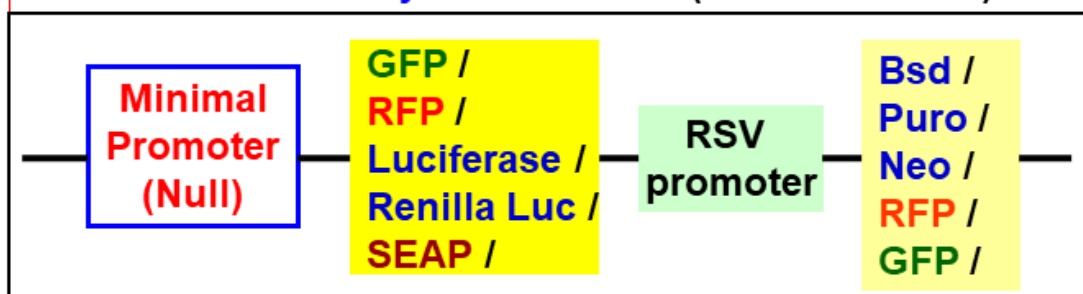 Minimal
Promoter
(Null)
GFP /
RFP /
Luciferase /
Renilla Luc /
SEAP /
RSV
promoter
Bsd /
Puro /
Neo /
RFP /
GFP /